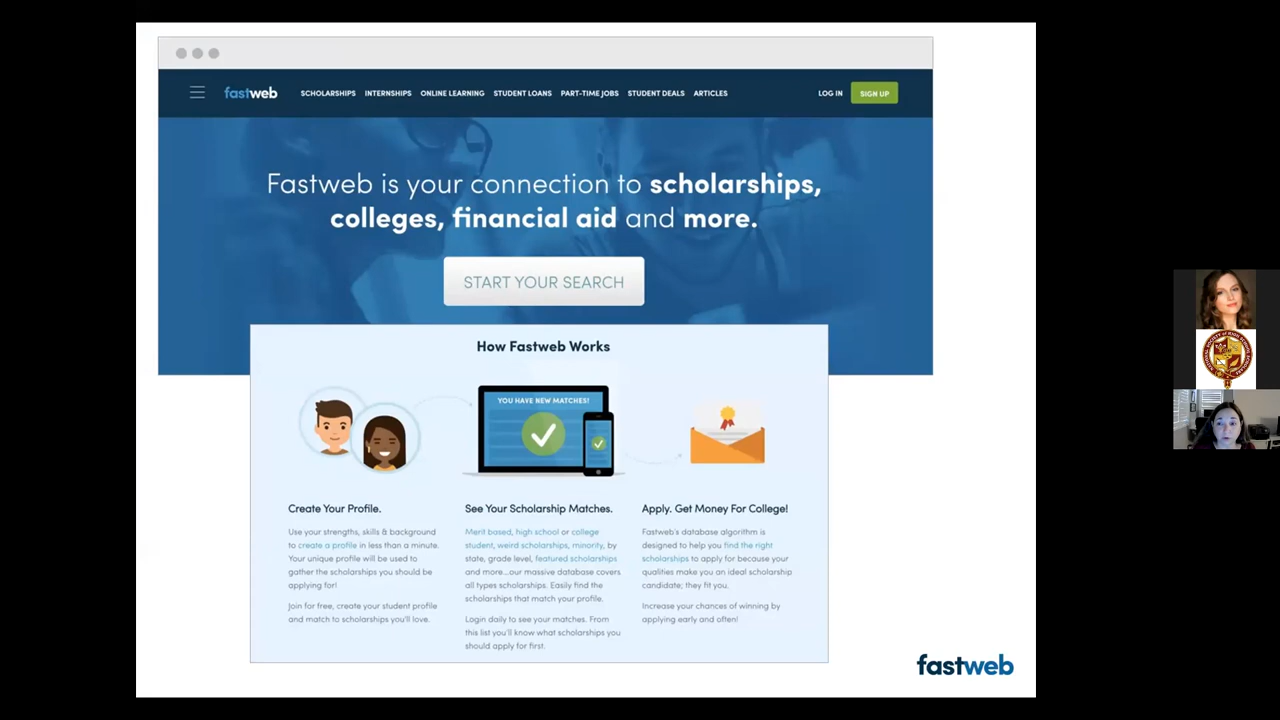 fastweb
SCHOLARSHIPS INTERNSHIPS ONLINE LEARNING STUDENT LOANS PART-TIME JOBS STUDENT DEALS ARTICLES
LOG IN
SIGN UP
Fastweb is your connection to scholarships,
colleges, financial aid and more.
START YOUR SEARCH
How Fastweb Works
YOU HAVE NEW MATCHES!
Create Your Profile.
Use your strengths, skills & background
to create a profile in less than a minute.
Your unique profile will be used to
gather the scholarships you should be
applying for!
Join for free, create your student profile
and match to scholarships you'll love.
See Your Scholarship Matches.
Merit based, high school or college
student, weird scholarships, minority, by
state, grade level, featured scholarships
and more...our massive database covers
all types scholarships. Easily find the
scholarships that match your profile.
Login daily to see your matches. From
this list you'll know what scholarships you
should apply for first.
Apply. Get Money For College!
Fastweb's database algorithm is
designed to help you find the right
scholarships to apply for because your
qualities make you an ideal scholarship
candidate; they fit you.
Increase your chances of winning by
applying early and often!
fastweb